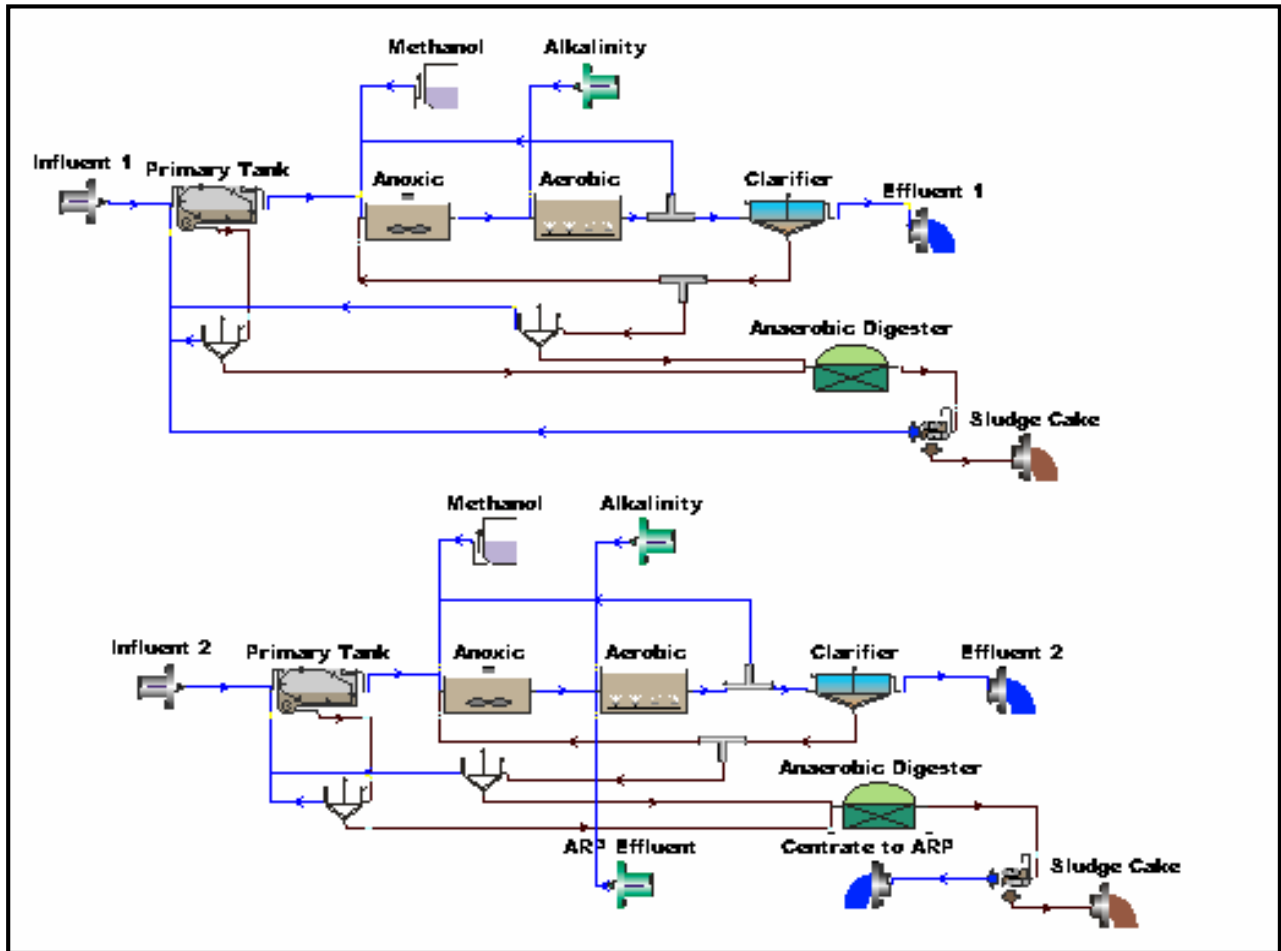 Methanol
Alkalinity
Influent 1
Primary Tank
Anoxic
Aerobic
Clarifier
Effluent 1
Anaerobic Digester
Sludge Cake
Methanol
Alkalinity
Influent 2
Primary Tank
Anoxic
Aerobic
Clarifier
Effluent 2
Anaerobic Digester
ARP Effluent
Centrate to ARP
Sludge Cake